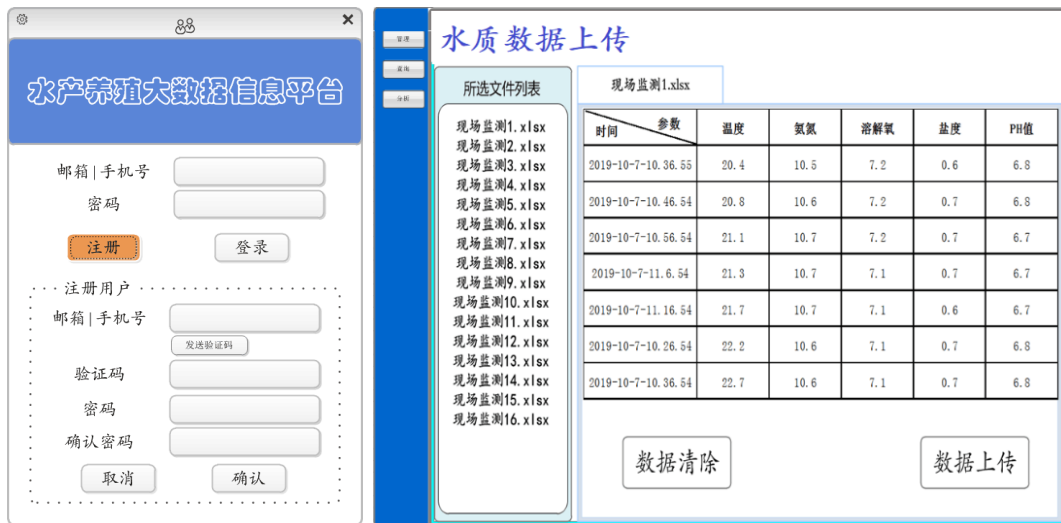 水产养殖大数据信息平台
邮箱|手机号
密码
注册 登录
注册用户
邮箱|手机号
发送验证码
验证码
密码
确认密码
取消 确认
管理
查询
分析
水质数据上传
所选文件列表
现场监测1.xlsx
现场监测2.xlsx
现场监测3.xlsx
现场监测4.xlsx
现场监测5.xlsx
现场监测6.xlsx
现场监测7.xlsx
现场监测8.xlsx
现场监测9.xlsx
现场监测10.xlsx
现场监测11.xlsx
现场监测12.xlsx
现场监测13.xlsx
现场监测14.xlsx
现场监测15.xlsx
现场监测16.xlsx
现场监测1.xlsx
时间 参数 温度 氨氮 溶解氧 盐度 PH值
2019-10-7-10.36.55 20.4 10.5 7.2 0.6 6.8
2019-10-7-10.46.54 20.8 10.6 7.2 0.7 6.8
2019-10-7-10.56.54 21.1 10.7 7.2 0.7 6.7
2019-10-7-11.6.54 21.3 10.7 7.1 0.7 6.7
2019-10-7-11.16.54 21.7 10.7 7.1 0.6 6.7
2019-10-7-10.26.54 22.2 10.6 7.1 0.7 6.8
2019-10-7-10.36.54 22.7 10.6 7.1 0.7 6.8
数据清除 数据上传